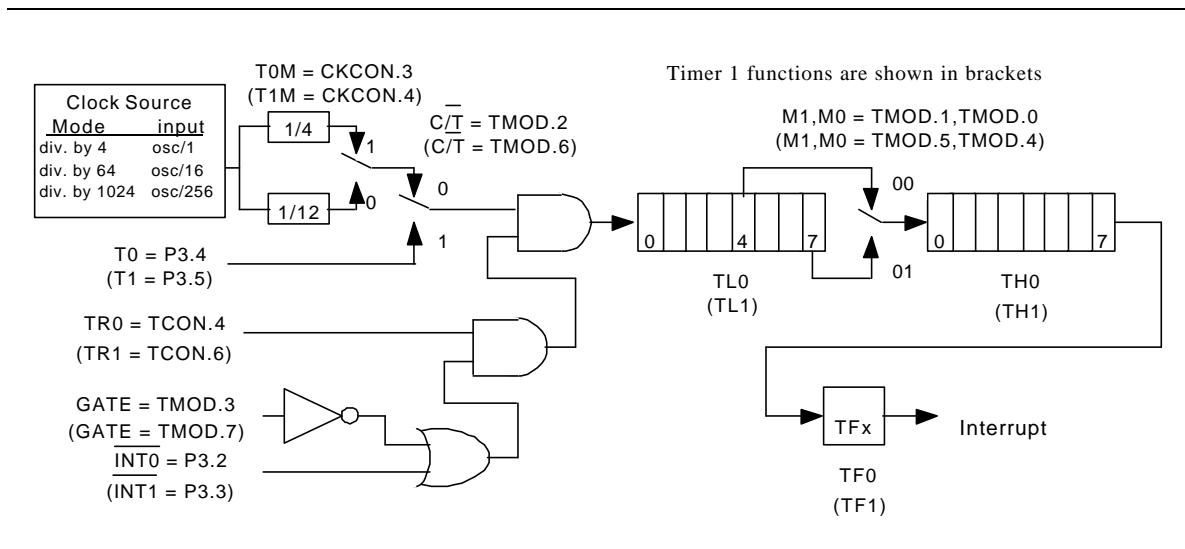 T0M = CKCON.3
(T1M = CKCON.4)
Timer 1 functions are shown in brackets
Clock Source
Mode input
div. by 4 osc/1
div. by 64 osc/16
div. by 1024 osc/256
1/4
1/12
1
0
C/T̅ = TMOD.2
(C/T̅ = TMOD.6)
0
1
M1,M0 = TMOD.1,TMOD.0
(M1,M0 = TMOD.5,TMOD.4)
00
01
0 4 7
0 7
T0 = P3.4
(T1 = P3.5)
TL0
(TL1)
TH0
(TH1)
TR0 = TCON.4
(TR1 = TCON.6)
GATE = TMOD.3
(GATE = TMOD.7)
I̅N̅T̅0̅ = P3.2
(I̅N̅T̅1̅ = P3.3)
TFx
Interrupt
TF0
(TF1)